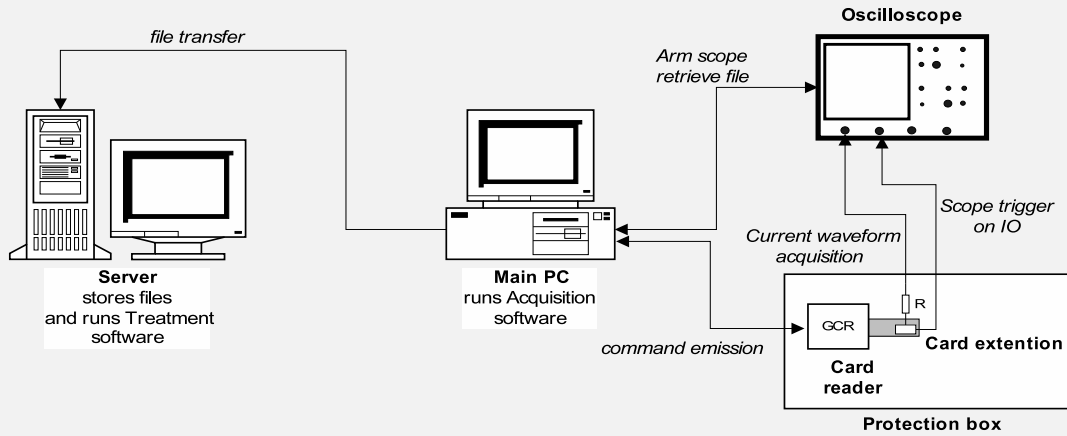 Oscilloscope
file transfer
Arm scope
retrieve file
Scope trigger
on IO
Current waveform
acquisition
Server
stores files
and runs Treatment
software
Main PC
runs Acquisition
software
command emission
R
GCR
Card extention
Card
reader
Protection box